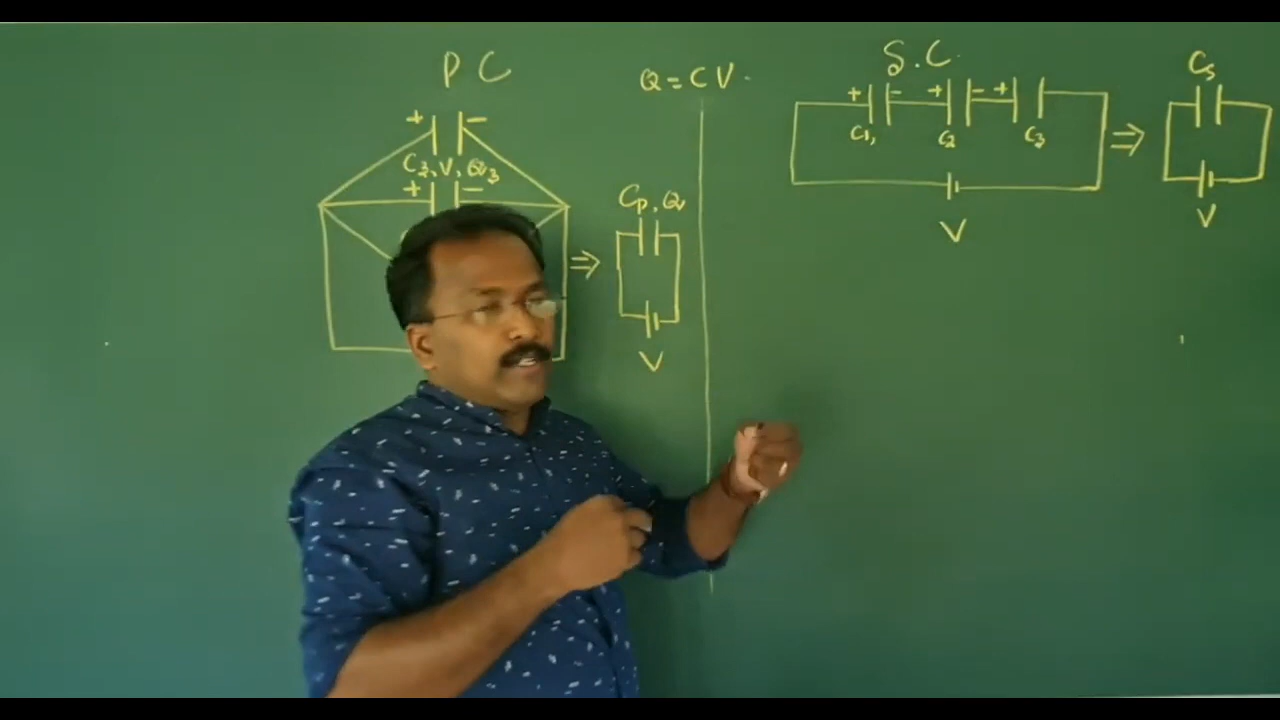 P C
+ -
C3, V, Q3
+ -
Cp, Q
⇒
V
Q = CV.
S.C.
+ - + - +
C1, C2 C3
V
⇒
Cs
V